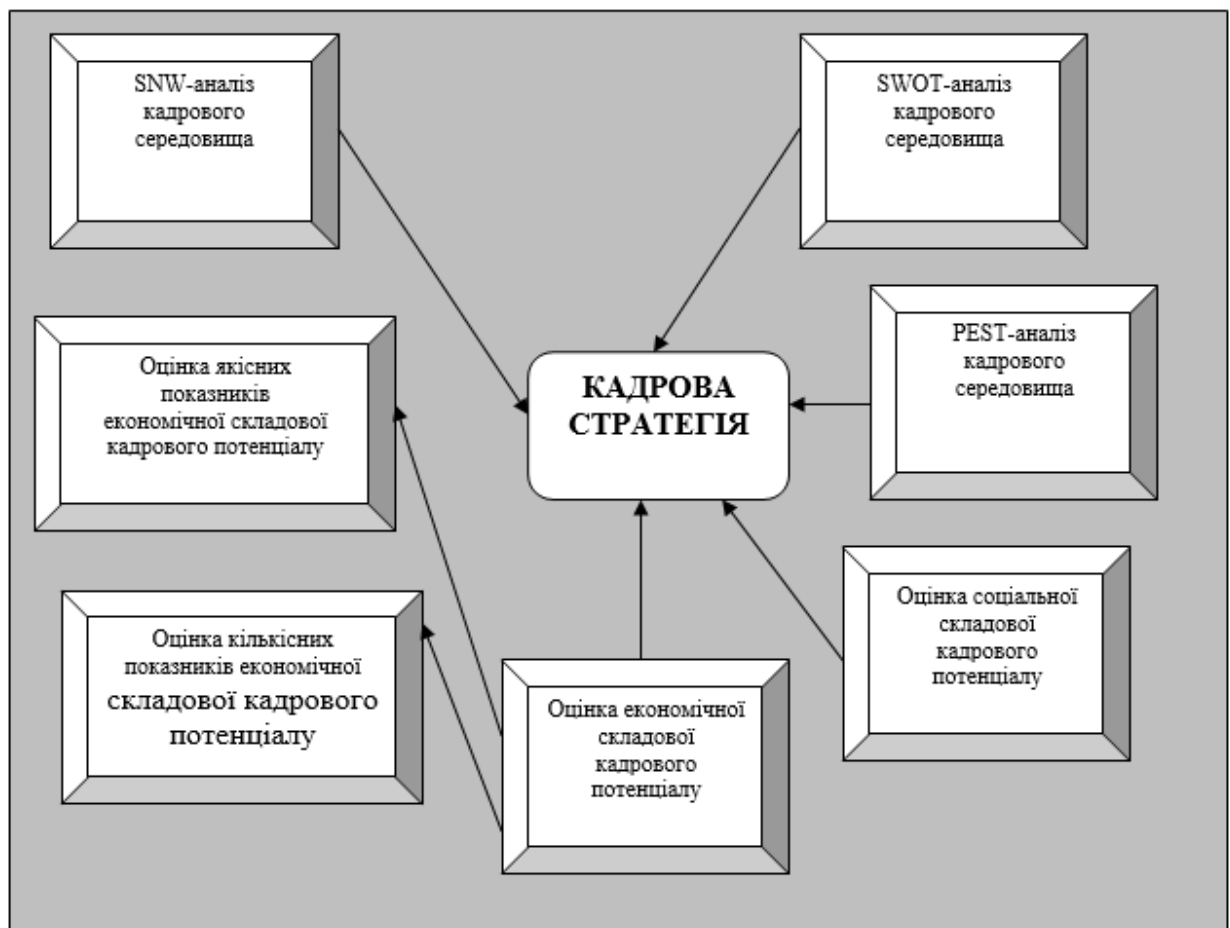 SNW-аналіз
кадрового
середовища
SWOT-аналіз
кадрового
середовища
Оцінка якісних
показників
економічної складової
кадрового потенціалу
КАДРОВА
СТРАТЕГІЯ
PEST-аналіз
кадрового
середовища
Оцінка кількісних
показників економічної
складової кадрового
потенціалу
Оцінка економічної
складової
кадрового
потенціалу
Оцінка соціальної
складової
кадрового
потенціалу